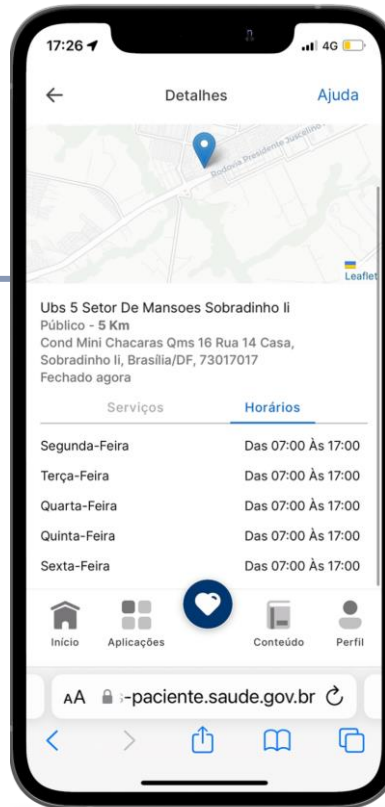 17:26
4G
Detalhes
Ajuda
Rodovia Presidente Juscelino
Leaflet
Ubs 5 Setor De Mansoes Sobradinho Ii
Público - 5 Km
Cond Mini Chacaras Qms 16 Rua 14 Casa,
Sobradinho Ii, Brasília/DF, 73017017
Fechado agora
Serviços
Horários
Segunda-Feira Das 07:00 Às 17:00
Terça-Feira Das 07:00 Às 17:00
Quarta-Feira Das 07:00 Às 17:00
Quinta-Feira Das 07:00 Às 17:00
Sexta-Feira Das 07:00 Às 17:00
Início
Aplicações
Conteúdo
Perfil
AA
-paciente.saude.gov.br